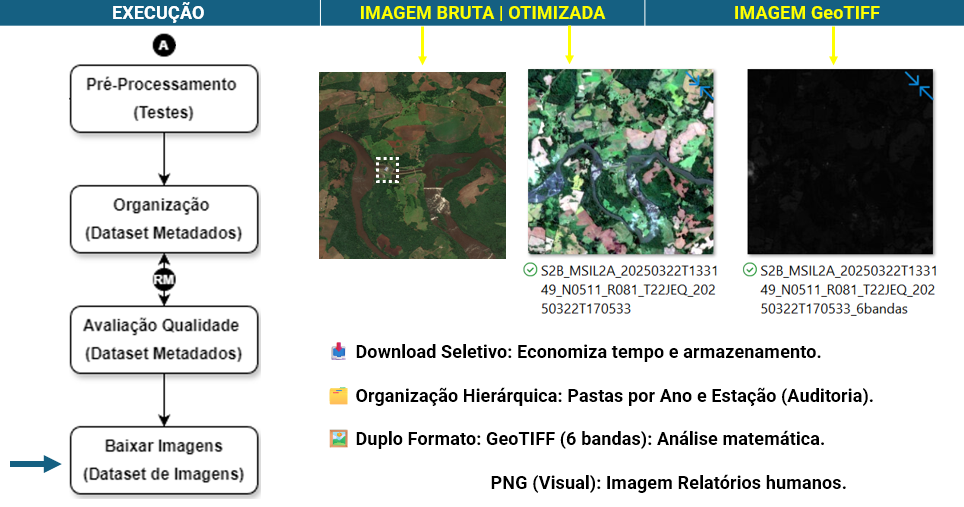 EXECUÇÃO
IMAGEM BRUTA | OTIMIZADA
IMAGEM GeoTIFF
A
Pré-Processamento
(Testes)
Organização
(Dataset Metadados)
RM
Avaliação Qualidade
(Dataset Metadados)
Baixar Imagens
(Dataset de Imagens)
S2B_MSIL2A_20250322T133
149_N0511_R081_T22JEQ_202
50322T170533
S2B_MSIL2A_20250322T1331
49_N0511_R081_T22JEQ_202
50322T170533_6bandas
Download Seletivo: Economiza tempo e armazenamento.
Organização Hierárquica: Pastas por Ano e Estação (Auditoria).
Duplo Formato: GeoTIFF (6 bandas): Análise matemática.
PNG (Visual): Imagem Relatórios humanos.